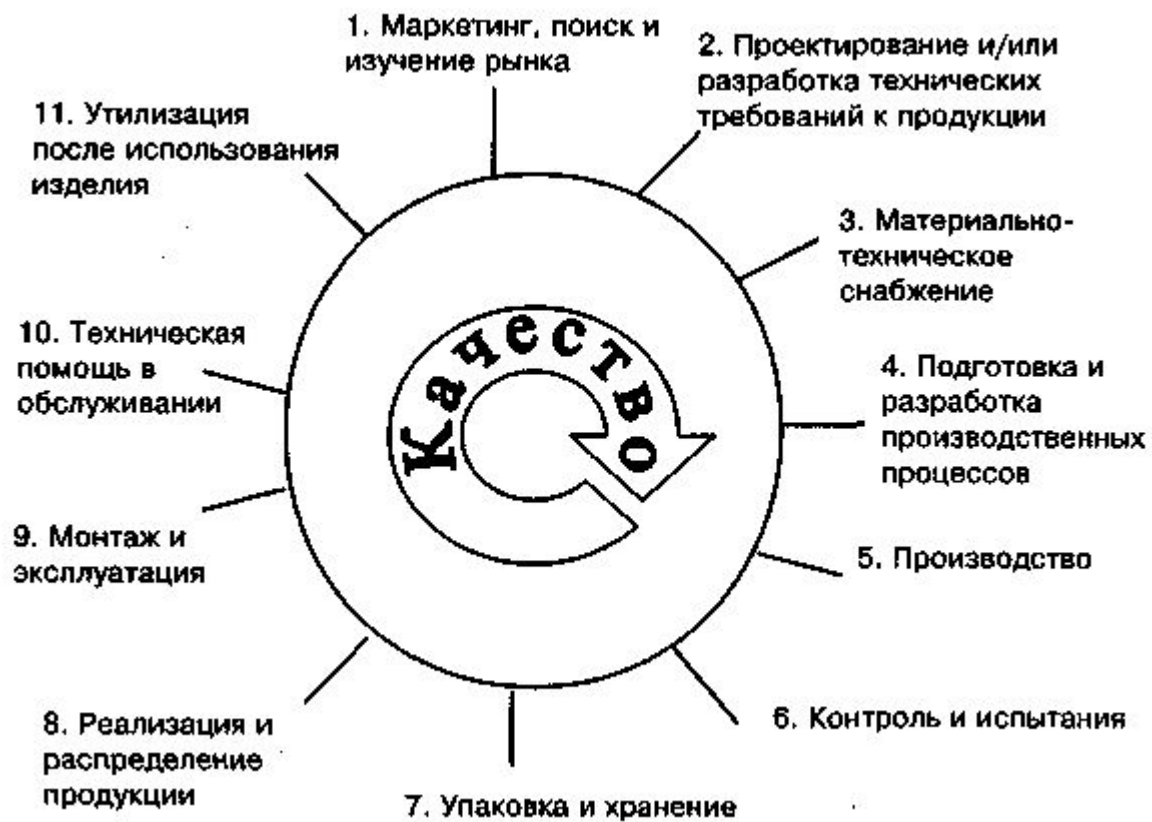 1. Маркетинг, поиск и
изучение рынка
2. Проектирование и/или
разработка технических
требований к продукции
3. Материально-
техническое
снабжение
4. Подготовка и
разработка
производственных
процессов
5. Производство
6. Контроль и испытания
7. Упаковка и хранение
8. Реализация и
распределение
продукции
9. Монтаж и
эксплуатация
10. Техническая
помощь в
обслуживании
11. Утилизация
после использования
изделия
Качество